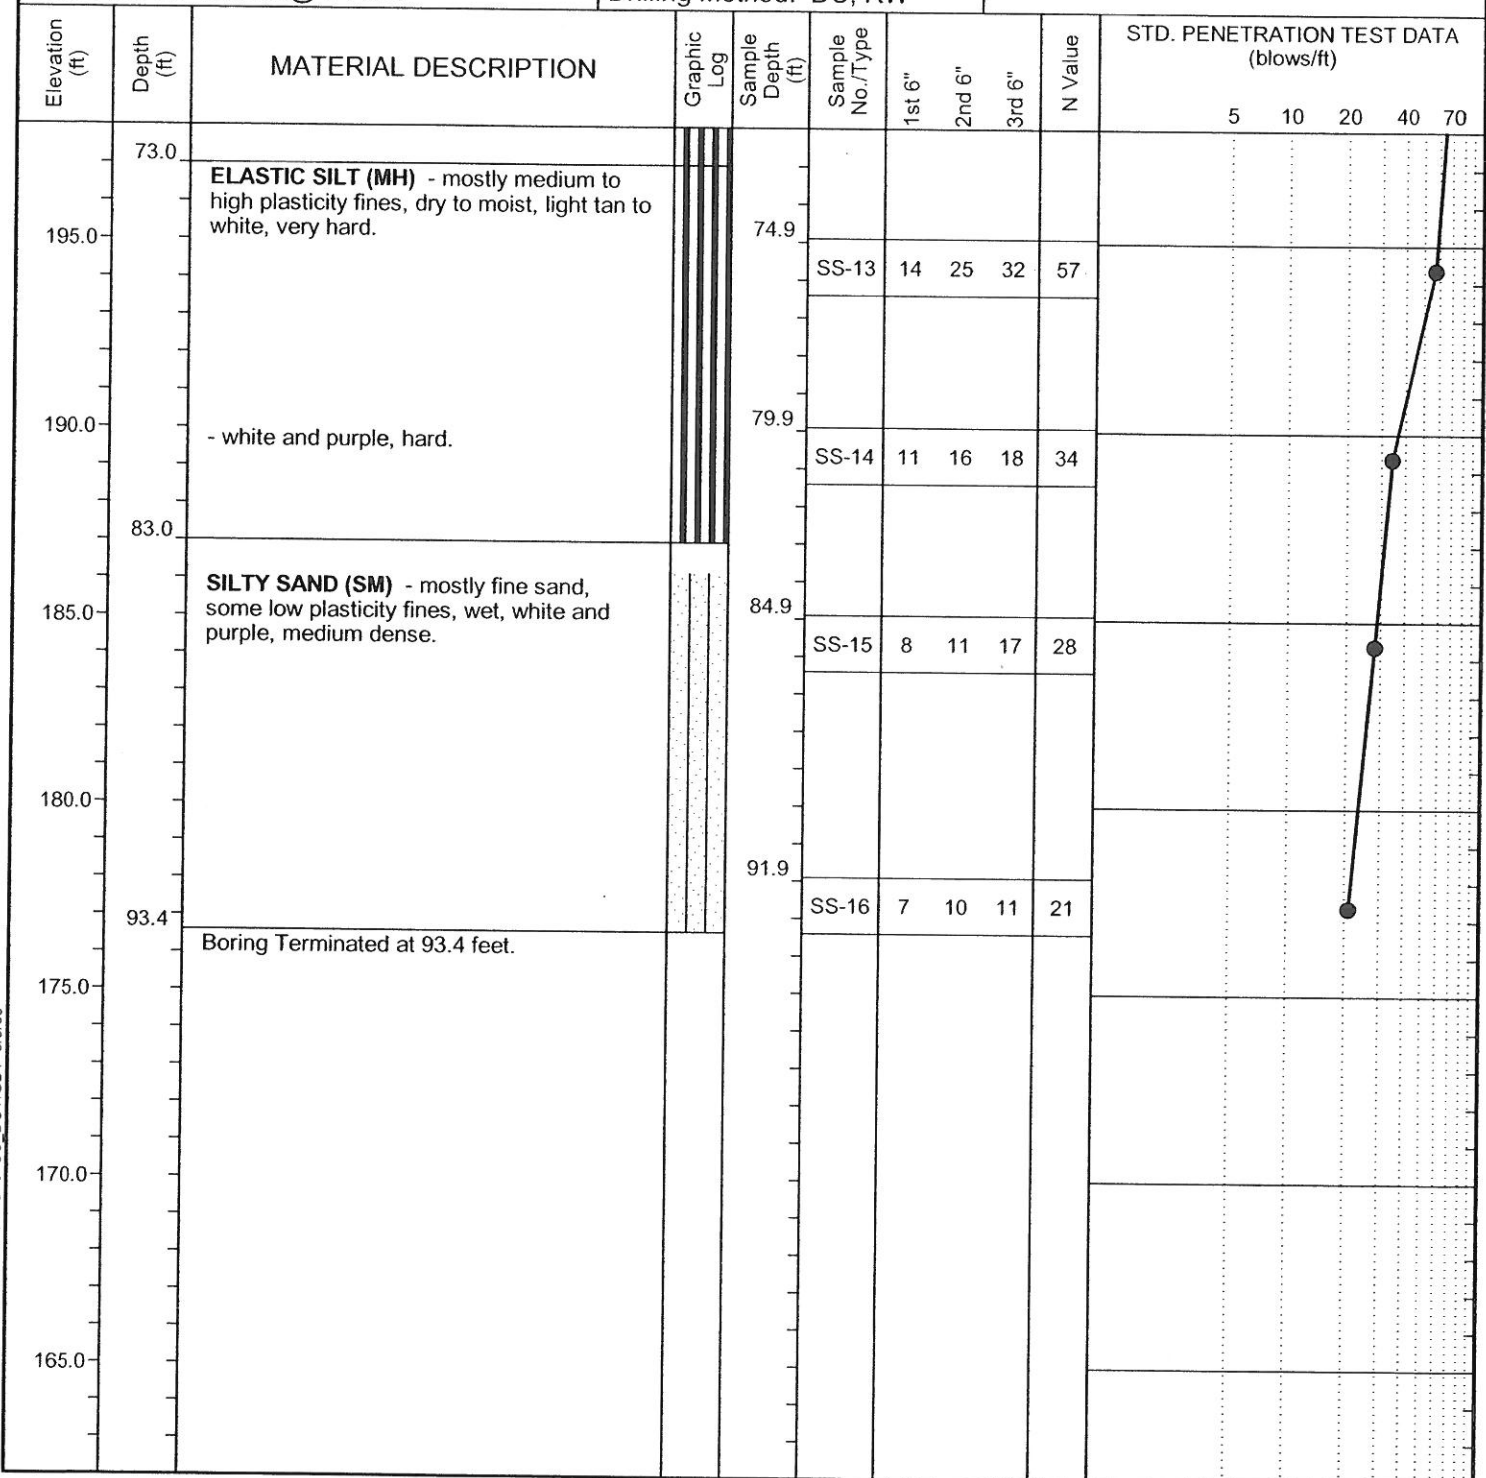 Elevation (ft)
Depth (ft)
MATERIAL DESCRIPTION
Graphic Log
Sample Depth (ft)
Sample No./Type
1st 6"
2nd 6"
3rd 6"
N Value
STD. PENETRATION TEST DATA
(blows/ft)
5 10 20 40 70
73.0
ELASTIC SILT (MH) - mostly medium to
high plasticity fines, dry to moist, light tan to
white, very hard.
195.0
74.9
SS-13 14 25 32 57
190.0
- white and purple, hard.
79.9
SS-14 11 16 18 34
83.0
SILTY SAND (SM) - mostly fine sand,
some low plasticity fines, wet, white and
purple, medium dense.
185.0
84.9
SS-15 8 11 17 28
180.0
91.9
SS-16 7 10 11 21
93.4
Boring Terminated at 93.4 feet.
175.0
170.0
165.0